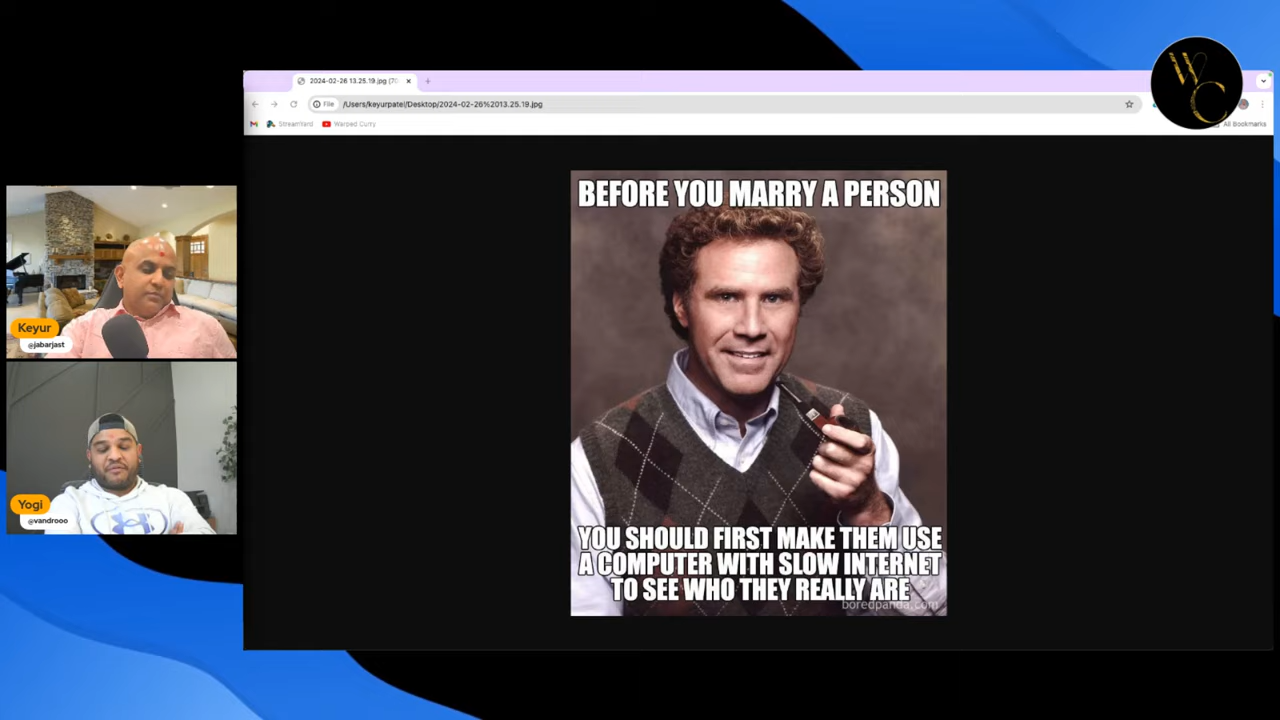 2024-02-26 13.25.19.jpg (70
File
/Users/keyurpatel/Desktop/2024-02-26%2013.25.19.jpg
StreamYard
Warped Curry
All Bookmarks
WC
BEFORE YOU MARRY A PERSON
YOU SHOULD FIRST MAKE THEM USE
A COMPUTER WITH SLOW INTERNET
TO SEE WHO THEY REALLY ARE
boredpanda.com
Keyur
@jabarjast
Yogi
@vandrooo